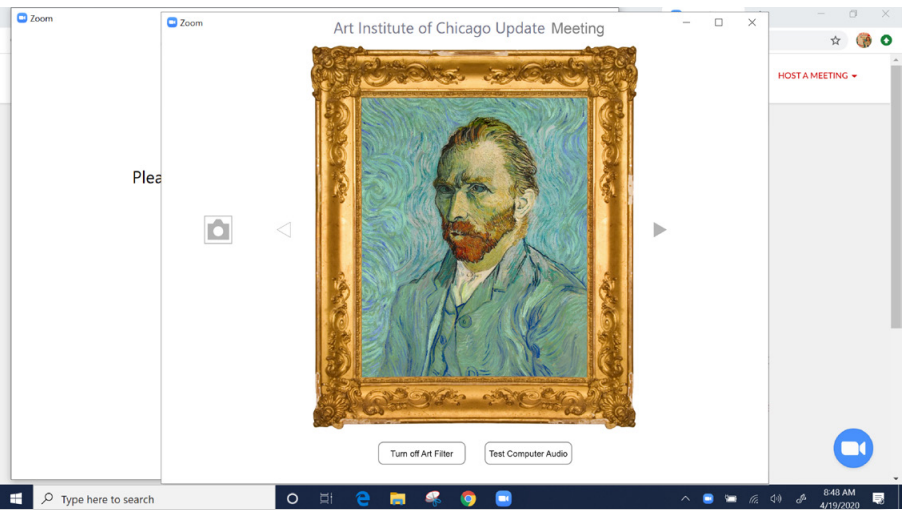 Zoom
Zoom
Art Institute of Chicago Update Meeting
HOST A MEETING
Plea
Turn off Art Filter
Test Computer Audio
Type here to search
8:48 AM
4/19/2020